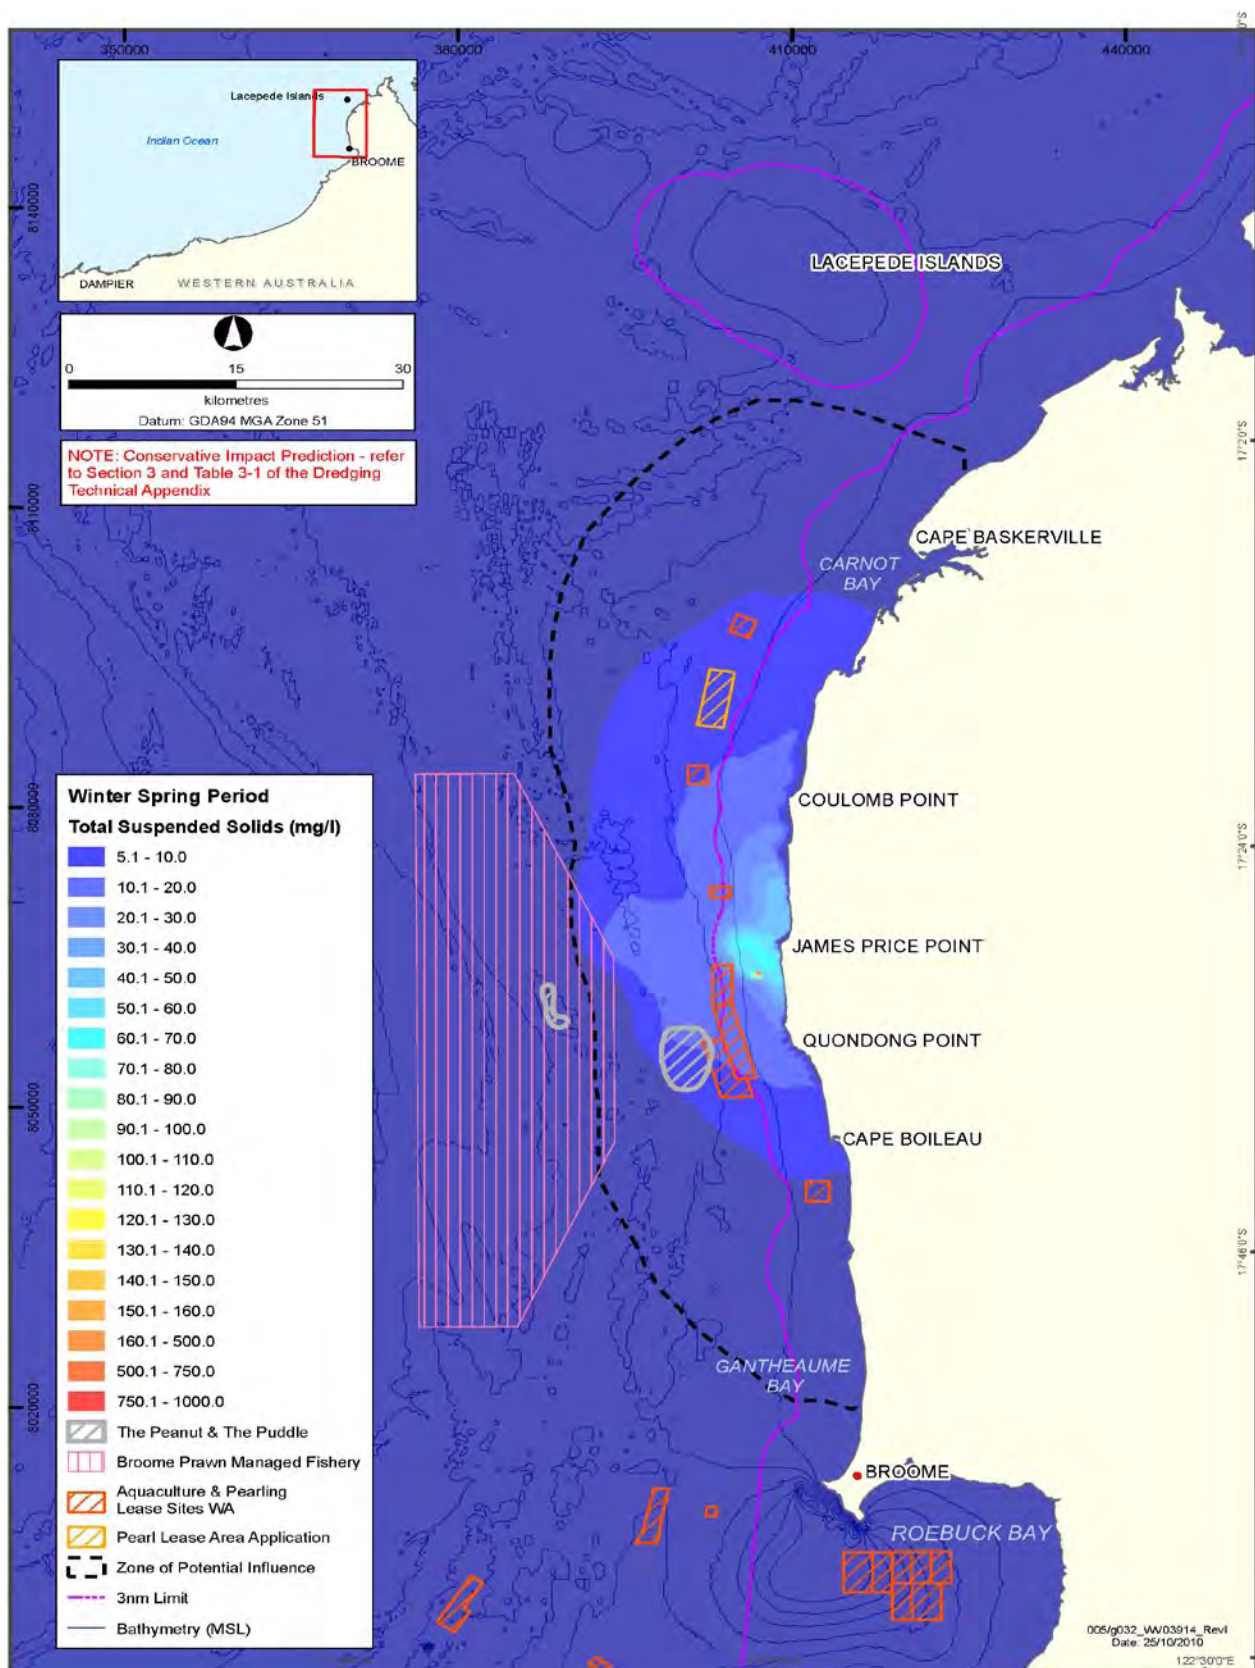 350000
380000
410000
440000
Lacepede Islands
Indian Ocean
BROOME
DAMPIER
WESTERN AUSTRALIA
8140000
LACEPEDE ISLANDS
0 15 30
kilometres
Datum: GDA94 MGA Zone 51
NOTE: Conservative Impact Prediction - refer
to Section 3 and Table 3-1 of the Dredging
Technical Appendix
17°2'0"S
8110000
CAPE BASKERVILLE
CARNOT
BAY
Winter Spring Period
Total Suspended Solids (mg/l)
5.1 - 10.0
10.1 - 20.0
20.1 - 30.0
30.1 - 40.0
40.1 - 50.0
50.1 - 60.0
60.1 - 70.0
70.1 - 80.0
80.1 - 90.0
90.1 - 100.0
100.1 - 110.0
110.1 - 120.0
120.1 - 130.0
130.1 - 140.0
140.1 - 150.0
150.1 - 160.0
160.1 - 500.0
500.1 - 750.0
750.1 - 1000.0
The Peanut & The Puddle
Broome Prawn Managed Fishery
Aquaculture & Pearling
Lease Sites WA
Pearl Lease Area Application
Zone of Potential Influence
3nm Limit
Bathymetry (MSL)
8080000
COULOMB POINT
17°24'0"S
JAMES PRICE POINT
QUONDONG POINT
8050000
CAPE BOILEAU
17°46'0"S
GANTHEAUME
BAY
8020000
BROOME
ROEBUCK BAY
005/g032_WV03914_RevI
Date: 25/10/2010
122°30'0"E